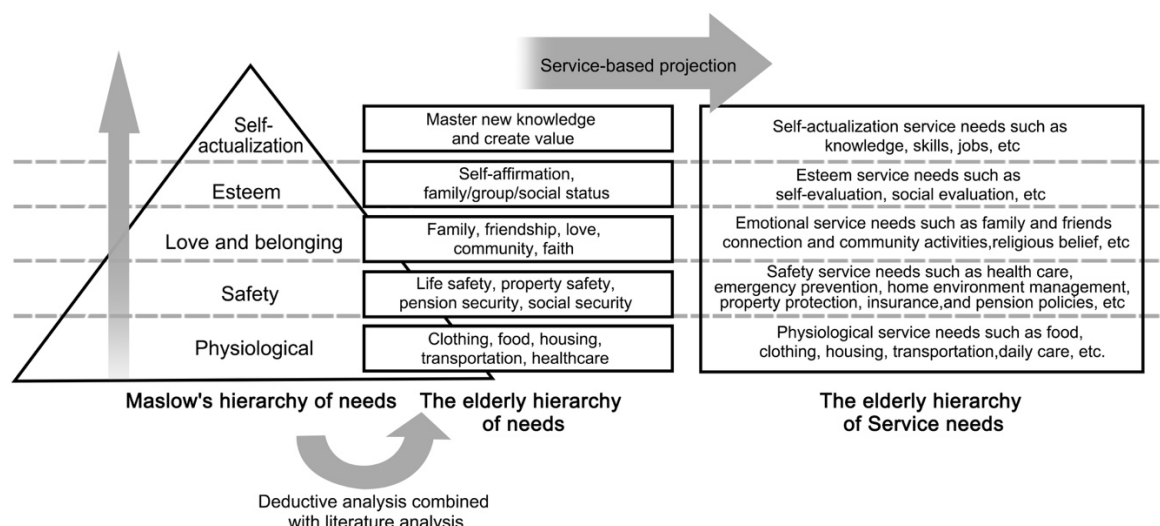 Service-based projection
Self-
actualization
Master new knowledge
and create value
Self-actualization service needs such as
knowledge, skills, jobs, etc
Esteem
Self-affirmation,
family/group/social status
Esteem service needs such as
self-evaluation, social evaluation, etc
Love and belonging
Family, friendship, love,
community, faith
Emotional service needs such as family and friends
connection and community activities,religious belief, etc
Safety
Life safety, property safety,
pension security, social security
Safety service needs such as health care,
emergency prevention, home environment management,
property protection, insurance,and pension policies, etc
Physiological
Clothing, food, housing,
transportation, healthcare
Physiological service needs such as food,
clothing, housing, transportation,daily care, etc.
Maslow's hierarchy of needs
The elderly hierarchy
of needs
The elderly hierarchy
of Service needs
Deductive analysis combined
with literature analysis